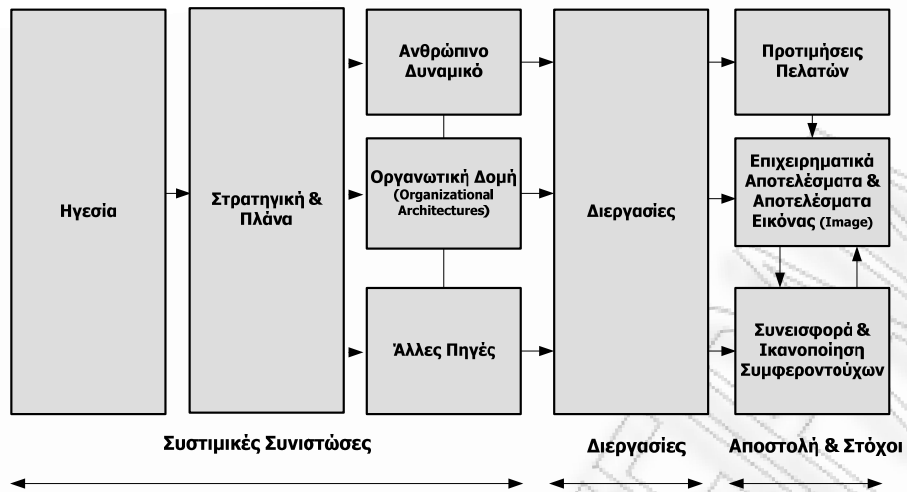 Ηγεσία
Στρατηγική &
Πλάνα
Ανθρώπινο
Δυναμικό
Οργανωτική Δομή
(Organizational
Architectures)
Άλλες Πηγές
Διεργασίες
Προτιμήσεις
Πελατών
Επιχειρηματικά
Αποτελέσματα &
Αποτελέσματα
Εικόνας (Image)
Συνεισφορά &
Ικανοποίηση
Συμφεροντούχων
Συστιμικές Συνιστώσες
Διεργασίες
Αποστολή & Στόχοι